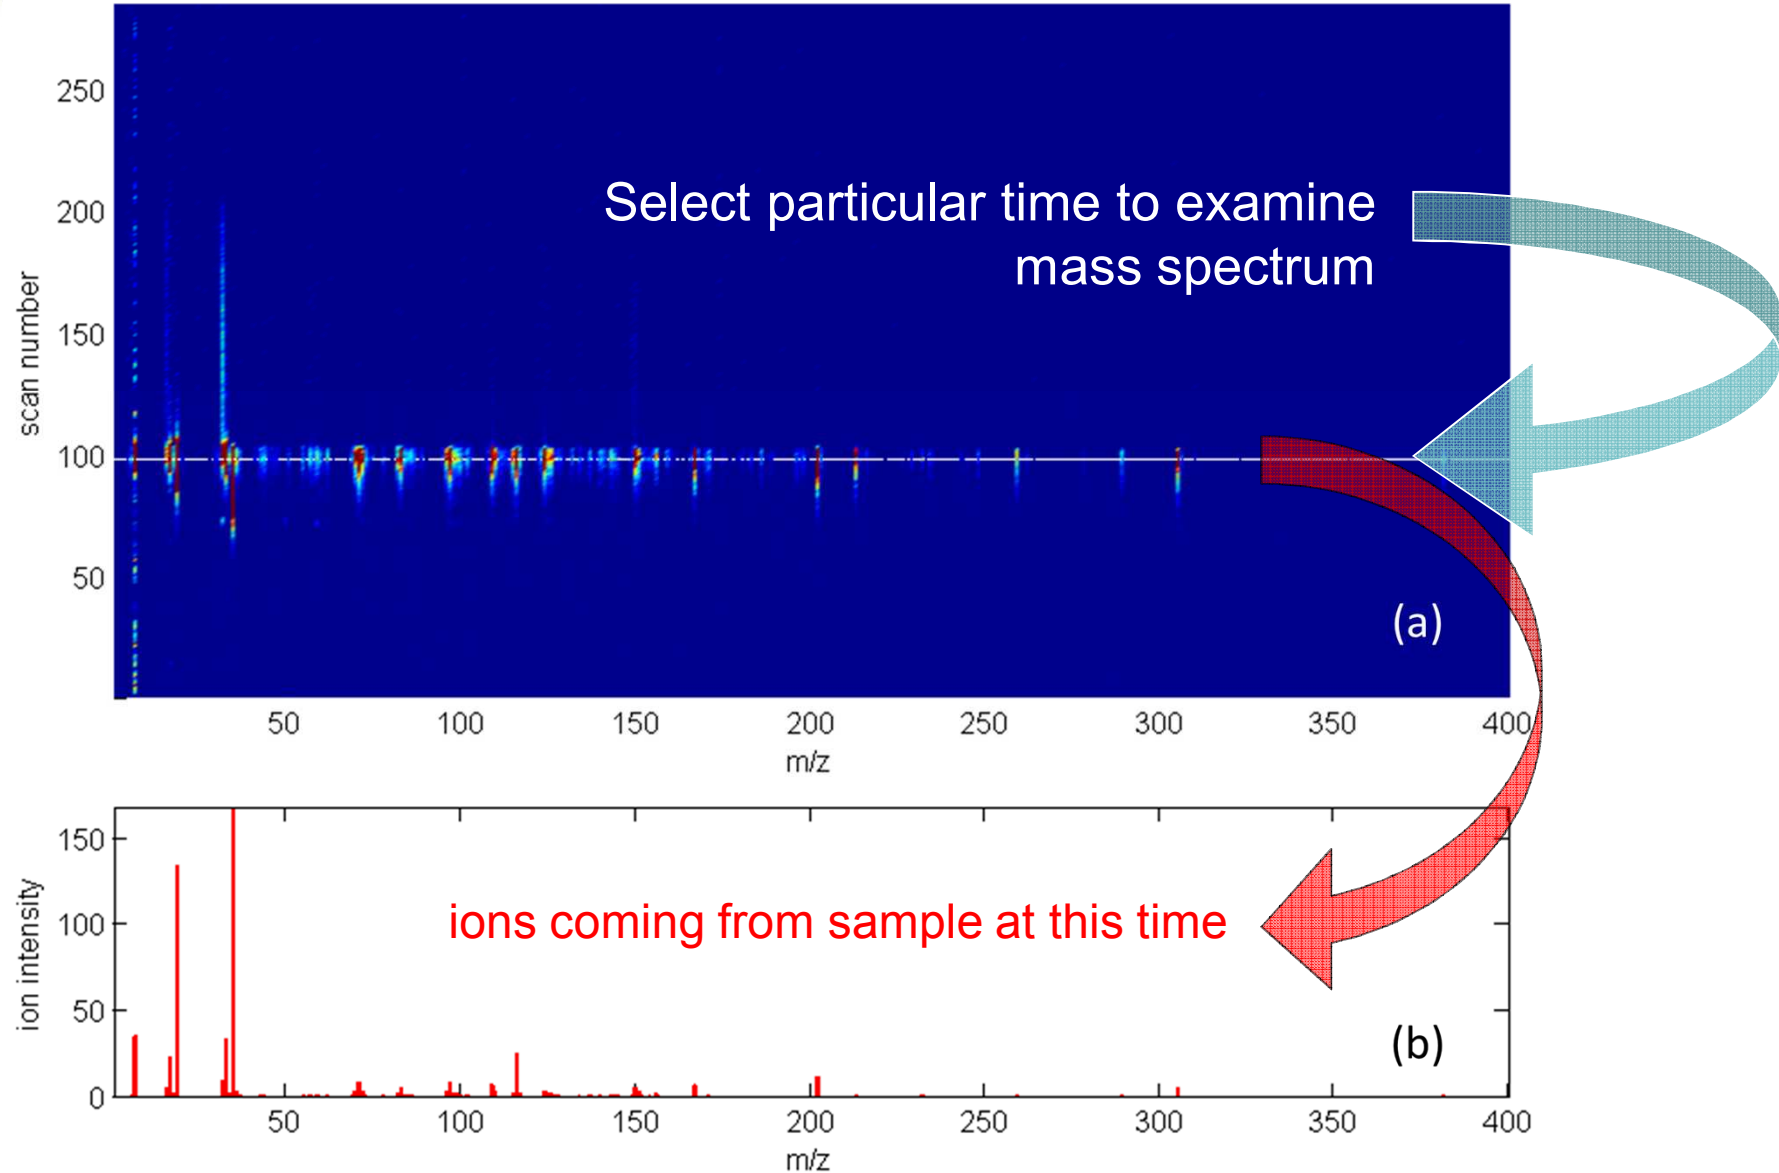 250
200
150
100
50
scan number
Select particular time to examine
mass spectrum
(a)
50 100 150 200 250 300 350 400
m/z
150
100
50
0
ion intensity
ions coming from sample at this time
(b)
50 100 150 200 250 300 350 400
m/z